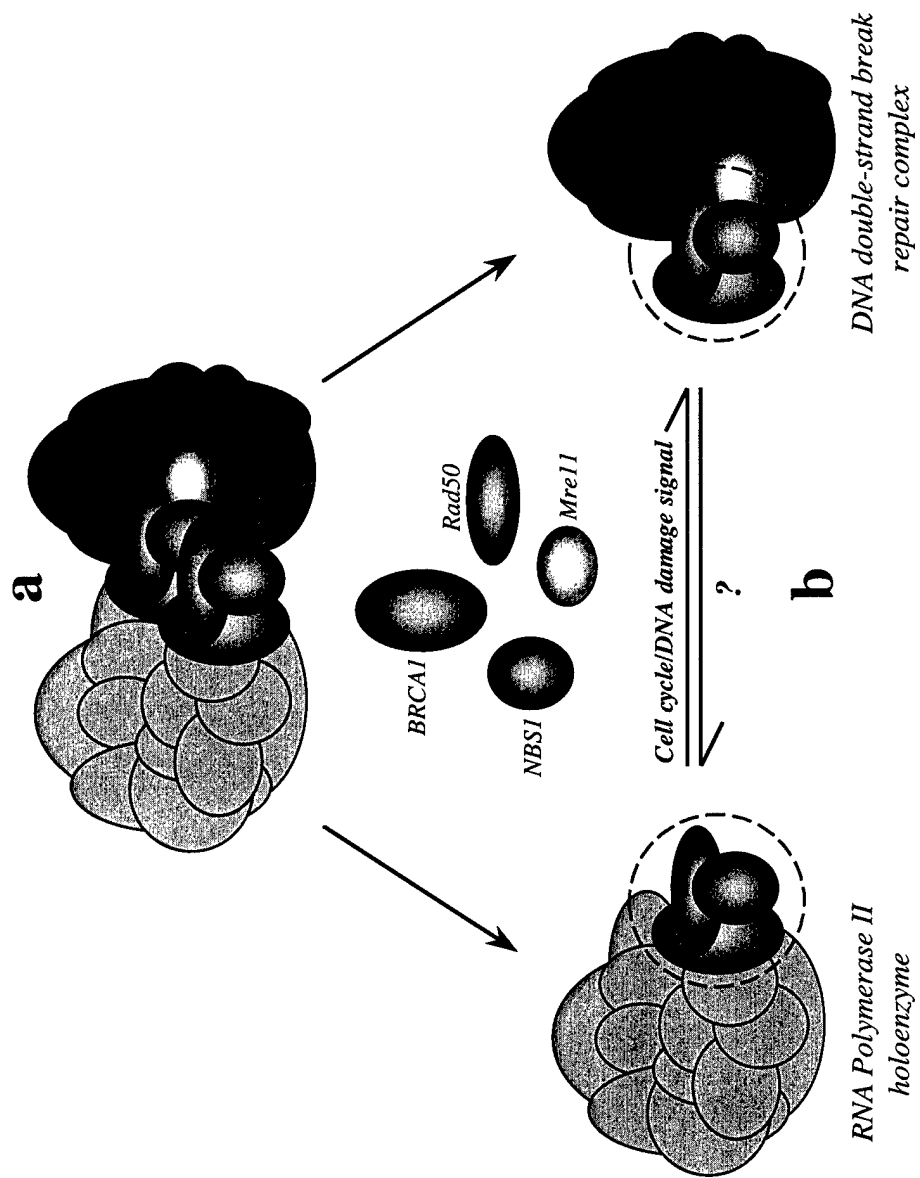 a
BRCA1
Rad50
NBS1
Mre11
Cell cycle/DNA damage signal
?
b
RNA Polymerase II
holoenzyme
DNA double-strand break
repair complex